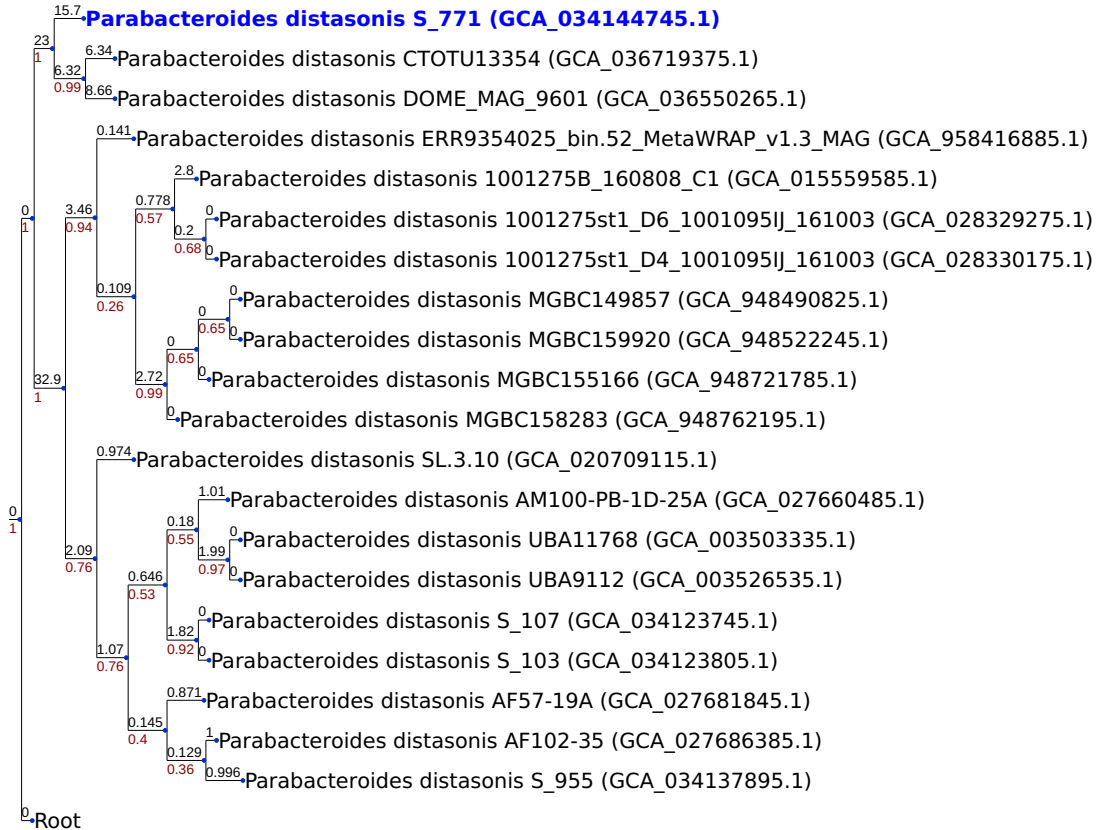 15.7 Parabacteroides distasonis S_771 (GCA_034144745.1)
23
1
6.34 Parabacteroides distasonis CTOTU13354 (GCA_036719375.1)
6.32
0.99
8.66 Parabacteroides distasonis DOME_MAG_9601 (GCA_036550265.1)
0.141 Parabacteroides distasonis ERR9354025_bin.52_MetaWRAP_v1.3_MAG (GCA_958416885.1)
2.8 Parabacteroides distasonis 1001275B_160808_C1 (GCA_015559585.1)
0.778
0.57
0
1
3.46
0.94
0 Parabacteroides distasonis 1001275st1_D6_1001095IJ_161003 (GCA_028329275.1)
0.2
0.68
0 Parabacteroides distasonis 1001275st1_D4_1001095IJ_161003 (GCA_028330175.1)
0.109
0.26
0 Parabacteroides distasonis MGBC149857 (GCA_948490825.1)
0
0.65
0 Parabacteroides distasonis MGBC159920 (GCA_948522245.1)
0
0.65
0 Parabacteroides distasonis MGBC155166 (GCA_948721785.1)
32.9
1
2.72
0.99
0 Parabacteroides distasonis MGBC158283 (GCA_948762195.1)
0.974 Parabacteroides distasonis SL.3.10 (GCA_020709115.1)
1.01 Parabacteroides distasonis AM100-PB-1D-25A (GCA_027660485.1)
0
1
0.18
0.55
0 Parabacteroides distasonis UBA11768 (GCA_003503335.1)
2.09
0.76
1.99
0.97
0 Parabacteroides distasonis UBA9112 (GCA_003526535.1)
0.646
0.53
0 Parabacteroides distasonis S_107 (GCA_034123745.1)
1.82
0.92
0 Parabacteroides distasonis S_103 (GCA_034123805.1)
1.07
0.76
0.871 Parabacteroides distasonis AF57-19A (GCA_027681845.1)
0.145
0.4
1 Parabacteroides distasonis AF102-35 (GCA_027686385.1)
0.129
0.36
0.996 Parabacteroides distasonis S_955 (GCA_034137895.1)
0 Root